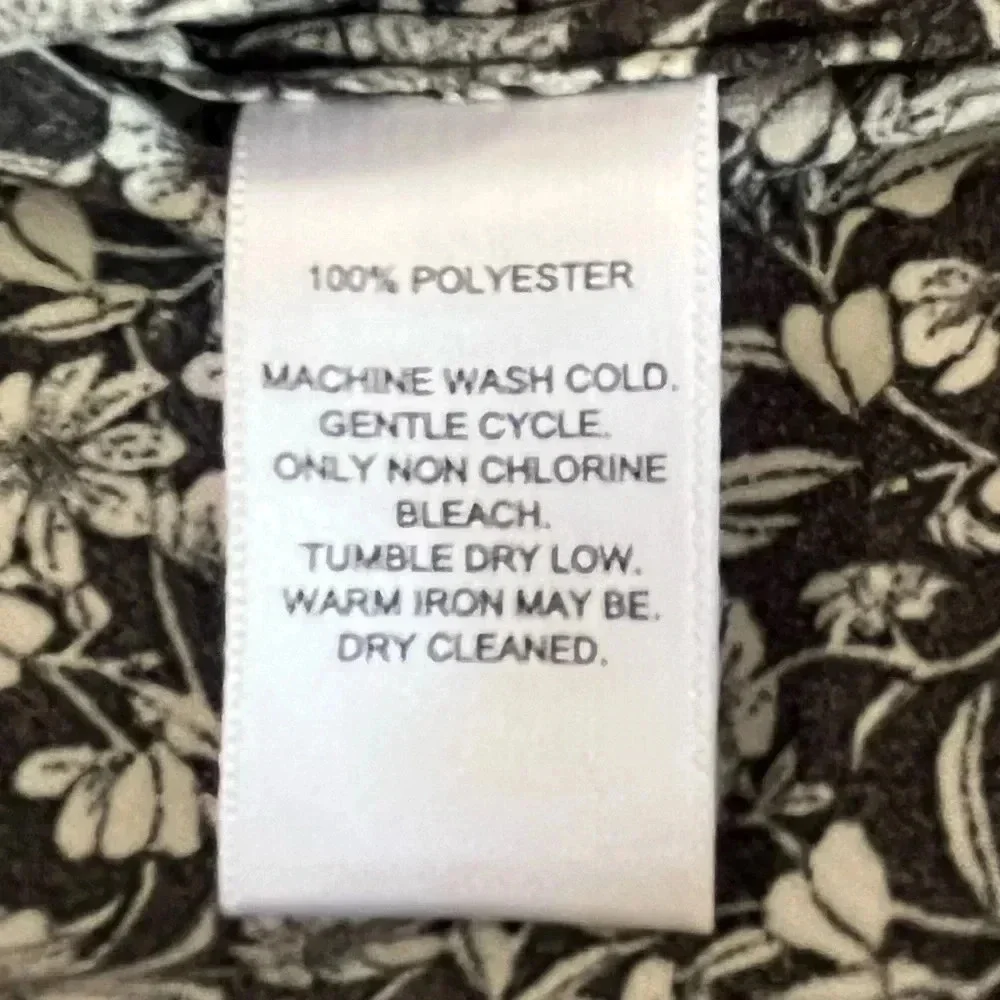 100% POLYESTER
MACHINE WASH COLD.
GENTLE CYCLE.
ONLY NON CHLORINE
BLEACH.
TUMBLE DRY LOW.
WARM IRON MAY BE.
DRY CLEANED.